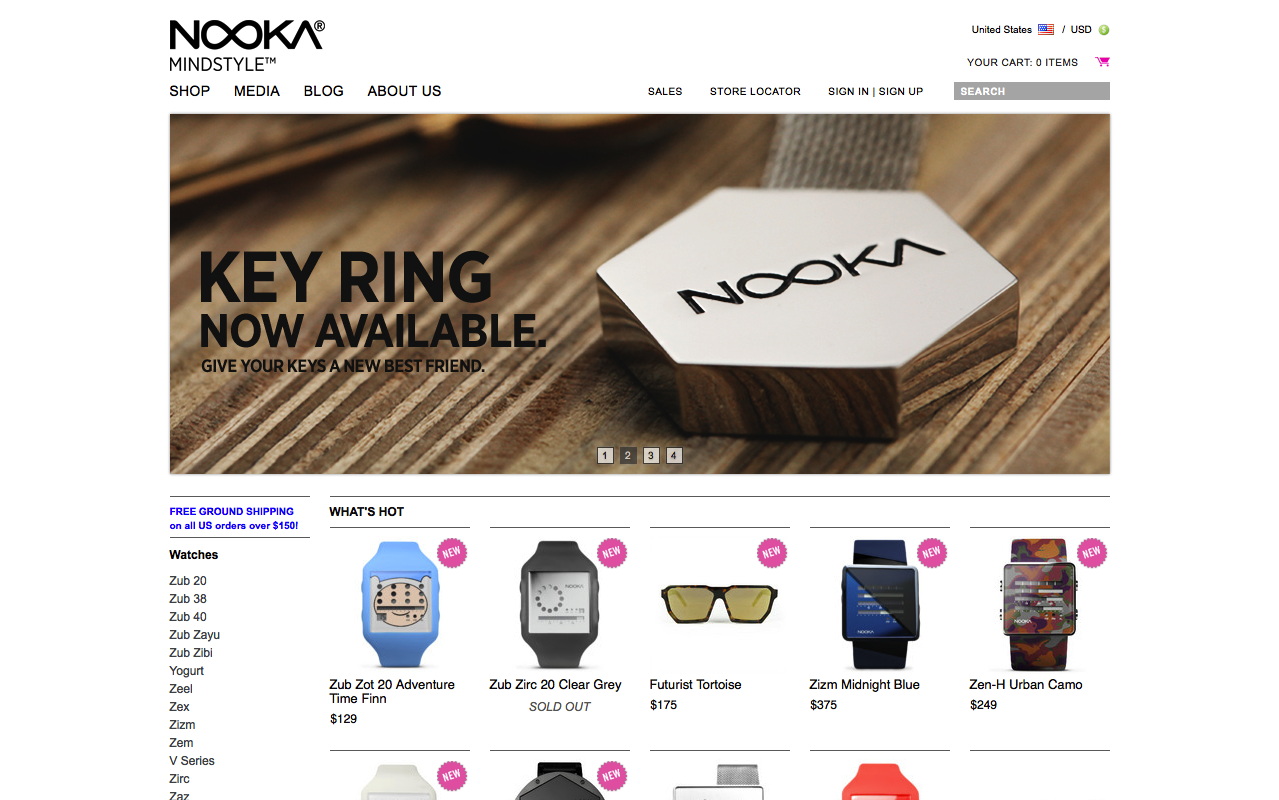 NOOKA®
MINDSTYLE™
United States / USD
YOUR CART: 0 ITEMS
SHOP MEDIA BLOG ABOUT US
SALES STORE LOCATOR SIGN IN | SIGN UP
SEARCH
NOOKA
KEY RING
NOW AVAILABLE.
GIVE YOUR KEYS A NEW BEST FRIEND.
1 2 3 4
FREE GROUND SHIPPING
on all US orders over $150!
Watches
Zub 20
Zub 38
Zub 40
Zub Zayu
Zub Zibi
Yogurt
Zeel
Zex
Zizm
Zem
V Series
Zirc
Zaz
WHAT'S HOT
NEW
Zub Zot 20 Adventure
Time Finn
$129
NEW
NOOKA
Zub Zirc 20 Clear Grey
SOLD OUT
NEW
Futurist Tortoise
$175
NEW
NOOKA
Zizm Midnight Blue
$375
NEW
NOOKA
Zen-H Urban Camo
$249
NEW
NEW